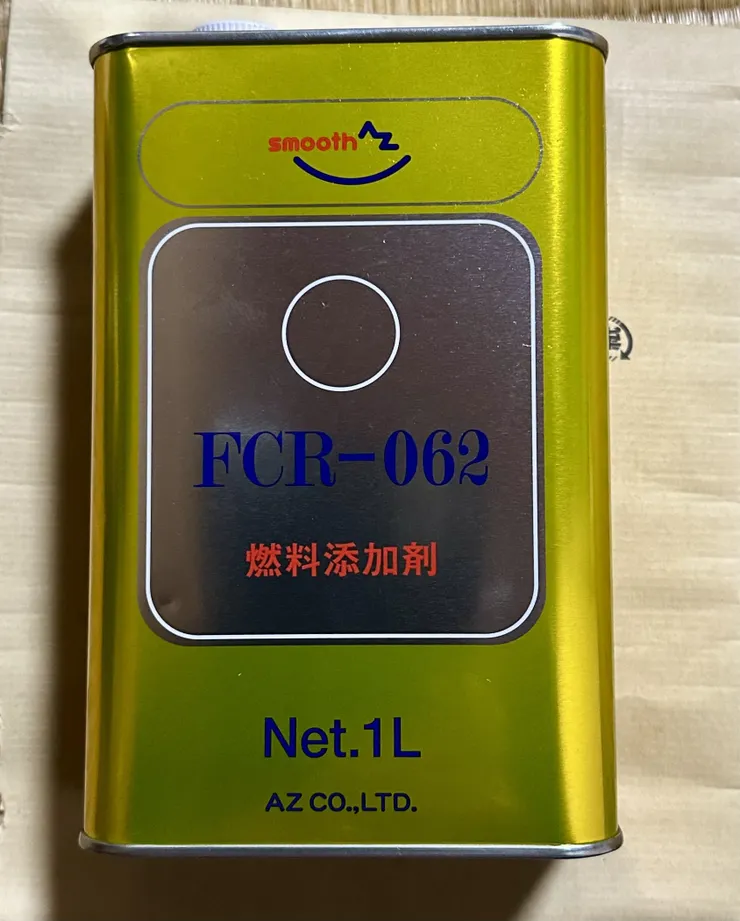 smooth AZ
FCR-062
燃料添加剤
Net.1L
AZ CO.,LTD.